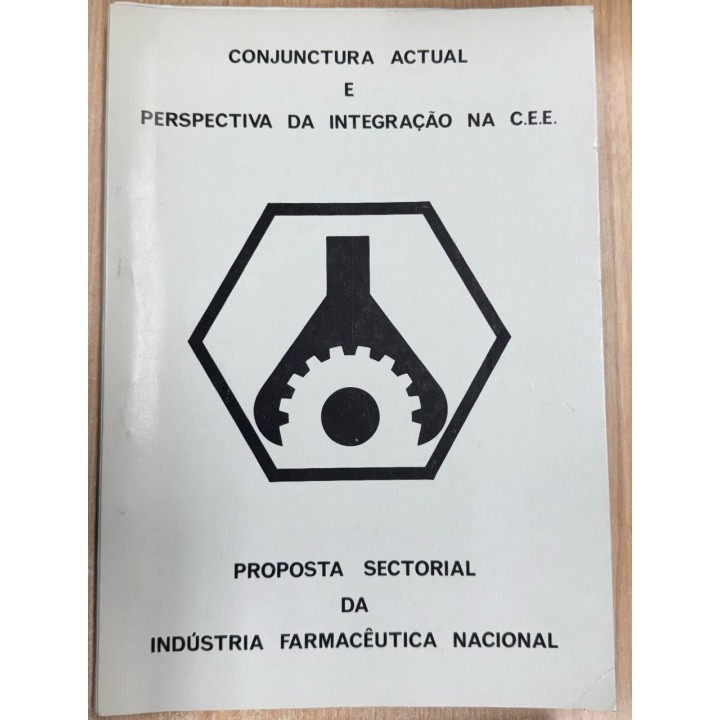 CONJUNCTURA ACTUAL
E
PERSPECTIVA DA INTEGRAÇÃO NA C.E.E.
PROPOSTA SECTORIAL
DA
INDÚSTRIA FARMACÊUTICA NACIONAL